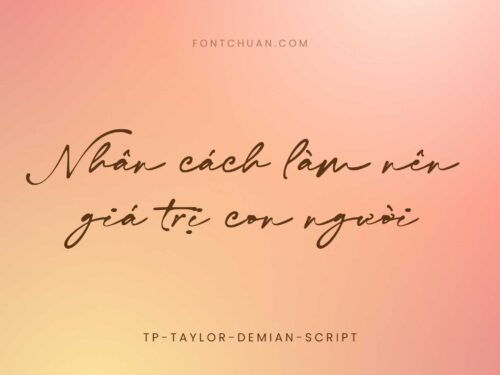 FONTCHUAN.COM
Nhân cách làm nên
giá trị con người
TP-TAYLOR-DEMIAN-SCRIPT